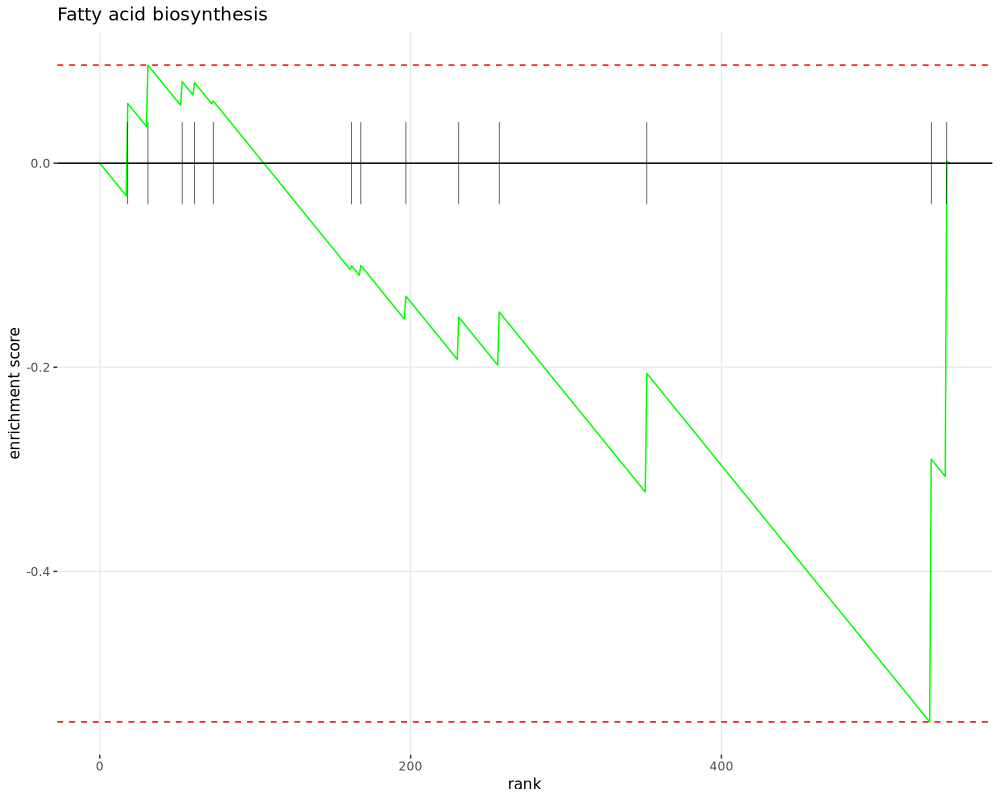 Fatty acid biosynthesis
enrichment score
0.0
-0.2
-0.4
0
200
400
rank